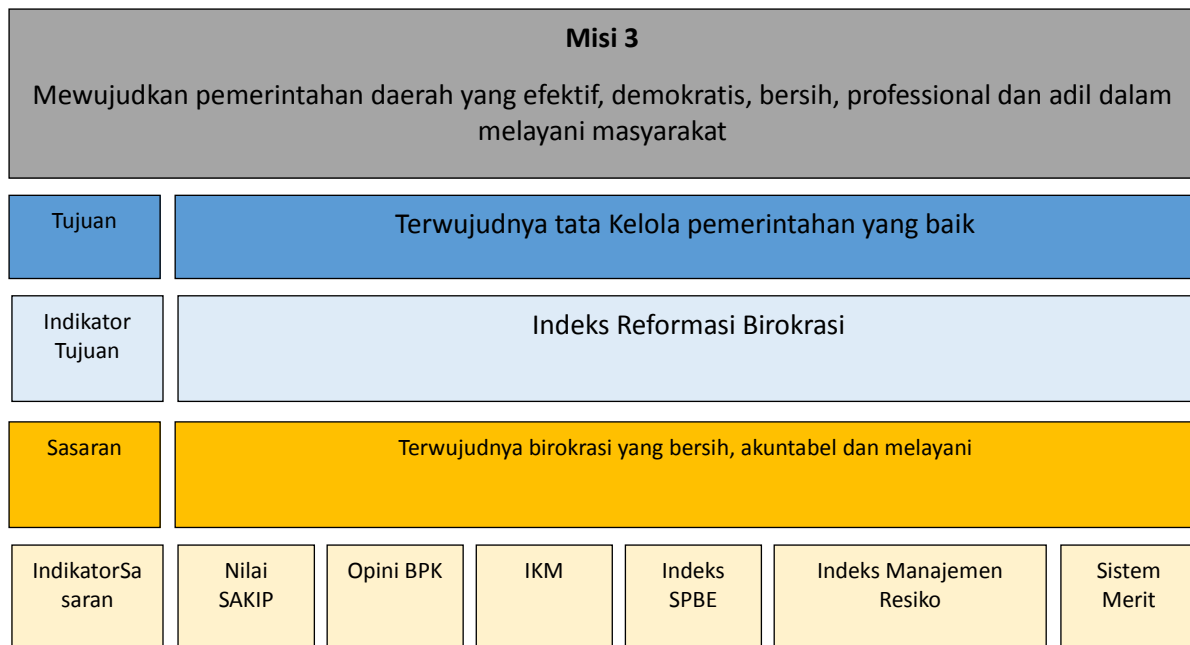 Misi 3
Mewujudkan pemerintahan daerah yang efektif, demokratis, bersih, professional dan adil dalam
melayani masyarakat
Tujuan
Terwujudnya tata Kelola pemerintahan yang baik
Indikator
Tujuan
Indeks Reformasi Birokrasi
Sasaran
Terwujudnya birokrasi yang bersih, akuntabel dan melayani
IndikatorSa
saran
Nilai
SAKIP
Opini BPK
IKM
Indeks
SPBE
Indeks Manajemen
Resiko
Sistem
Merit